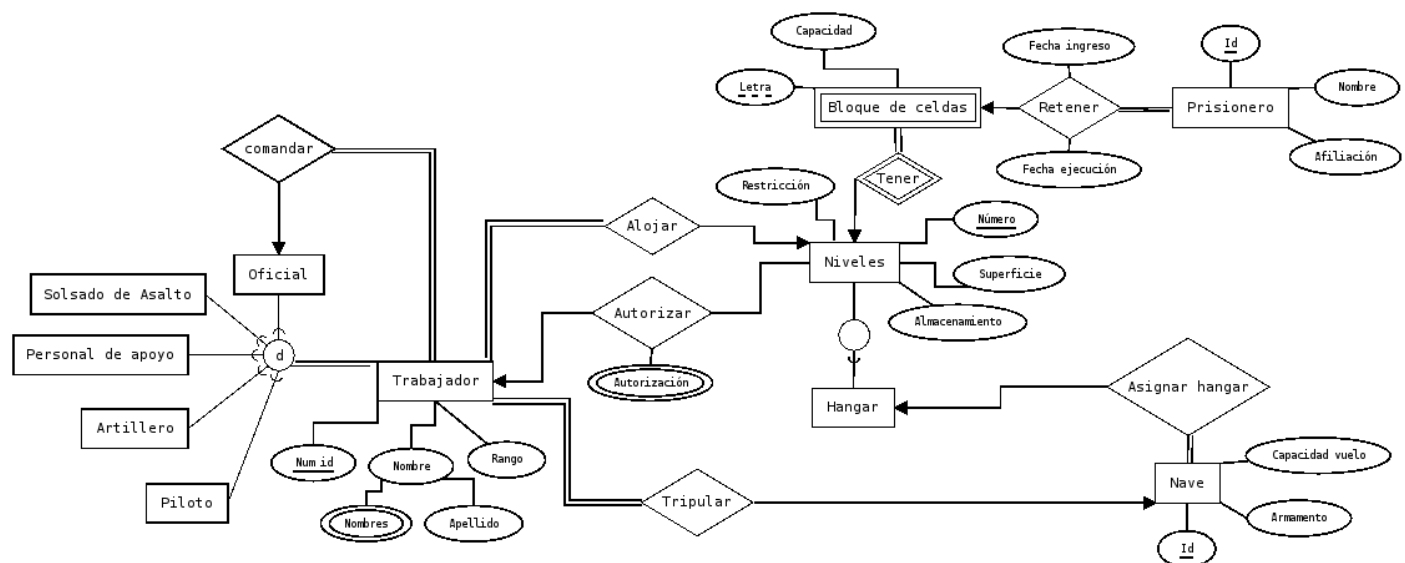 Capacidad
Fecha ingreso
Id
Letra
Bloque de celdas
Retener
Prisionero
Nombre
comandar
Fecha ejecución
Afiliación
Tener
Restricción
Alojar
Número
Niveles
Oficial
Superficie
Solsado de Asalto
Autorizar
Almacenamiento
Personal de apoyo
d
Trabajador
Autorización
Hangar
Asignar hangar
Artillero
Num id
Nombre
Rango
Capacidad vuelo
Nave
Piloto
Tripular
Nombres
Apellido
Armamento
Id